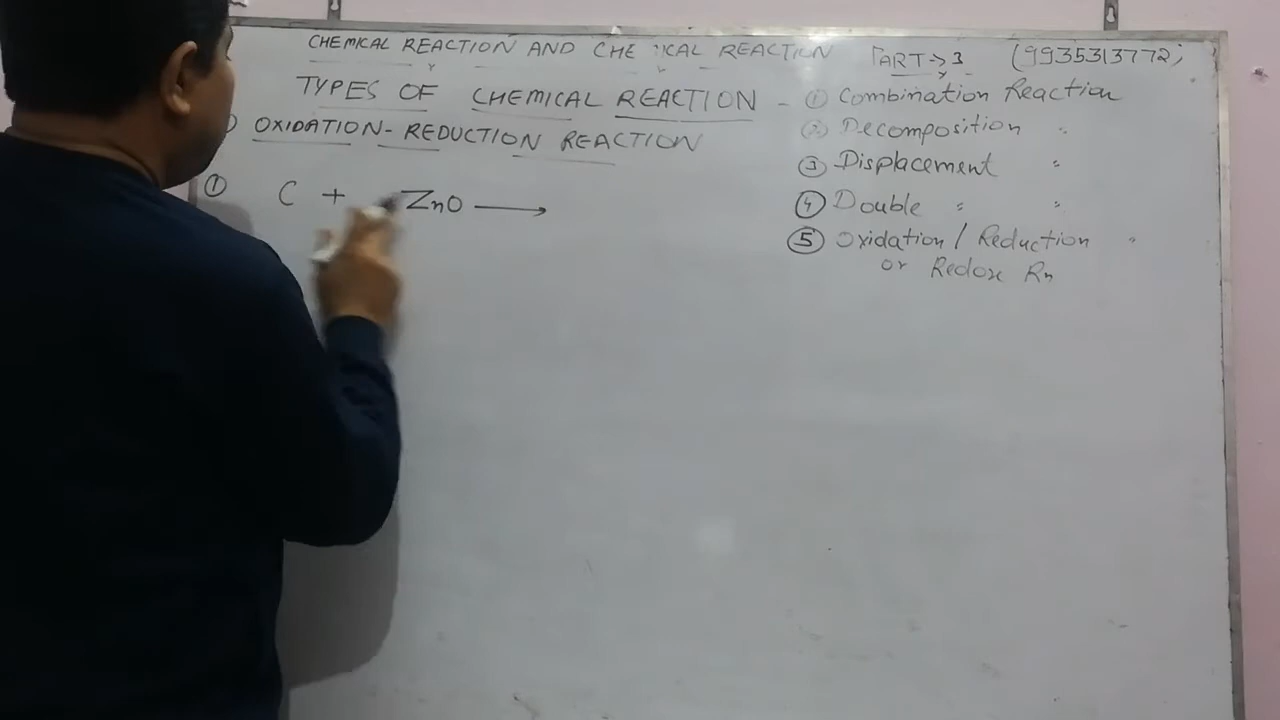 CHEMICAL REACTION AND CHE ICAL REACTION PART → 3 (9935313772)
TYPES OF CHEMICAL REACTION - ① Combination Reaction
OXIDATION - REDUCTION REACTION
② Decomposition "
③ Displacement "
① C + ZnO ⟶
④ Double " "
⑤ Oxidation / Reduction "
or Redox Rn